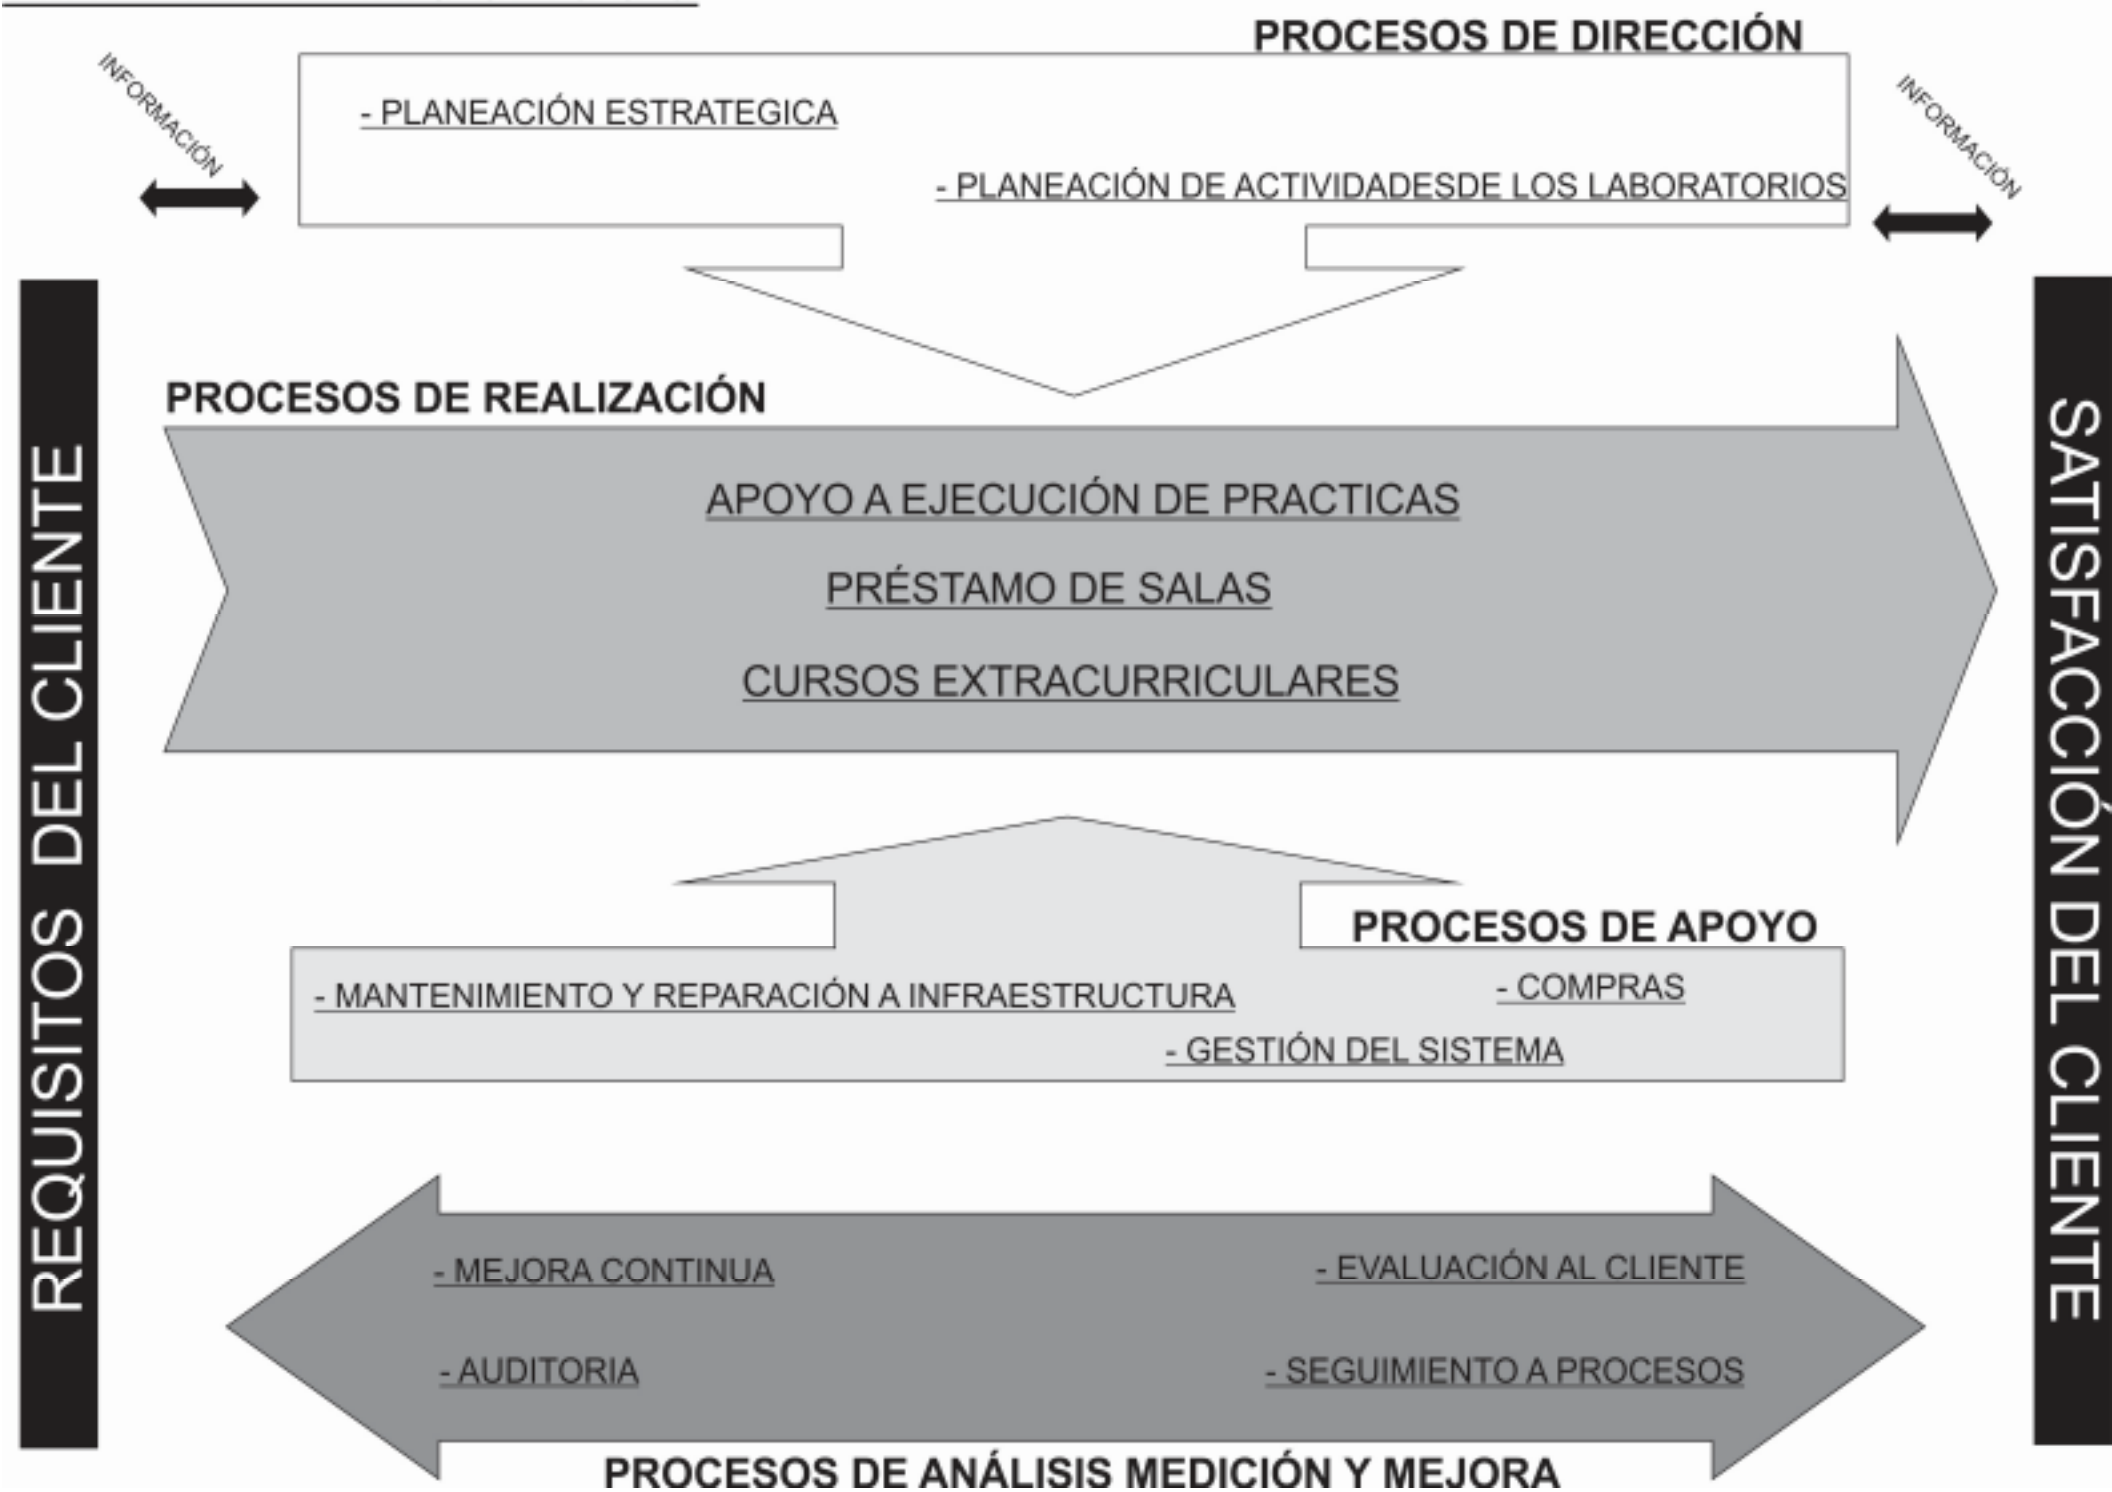 PROCESOS DE DIRECCIÓN
INFORMACIÓN
- PLANEACIÓN ESTRATEGICA
- PLANEACIÓN DE ACTIVIDADESDE LOS LABORATORIOS
INFORMACIÓN
REQUISITOS DEL CLIENTE
PROCESOS DE REALIZACIÓN
APOYO A EJECUCIÓN DE PRACTICAS
PRÉSTAMO DE SALAS
CURSOS EXTRACURRICULARES
SATISFACCIÓN DEL CLIENTE
PROCESOS DE APOYO
- MANTENIMIENTO Y REPARACIÓN A INFRAESTRUCTURA
- COMPRAS
- GESTIÓN DEL SISTEMA
- MEJORA CONTINUA
- EVALUACIÓN AL CLIENTE
- AUDITORIA
- SEGUIMIENTO A PROCESOS
PROCESOS DE ANÁLISIS MEDICIÓN Y MEJORA